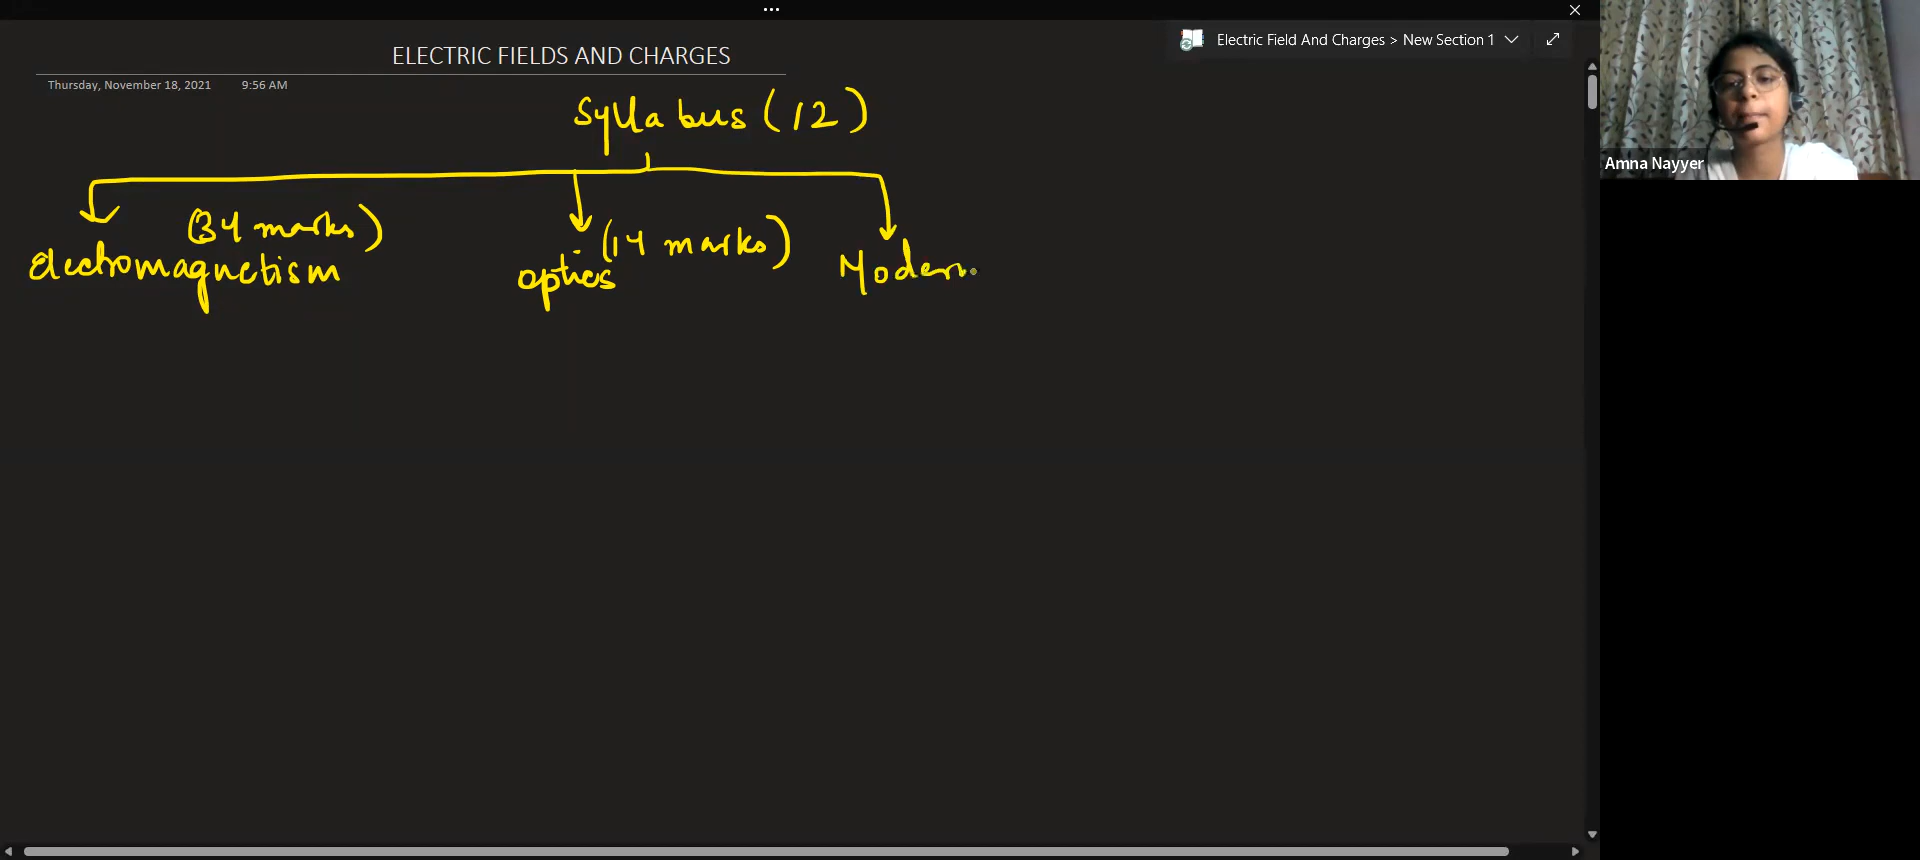 ELECTRIC FIELDS AND CHARGES
Electric Field And Charges > New Section 1
Thursday, November 18, 2021 9:56 AM
Syllabus (12)
(34 marks)
Electromagnetism
(14 marks)
optics
Modern
Amna Nayyer